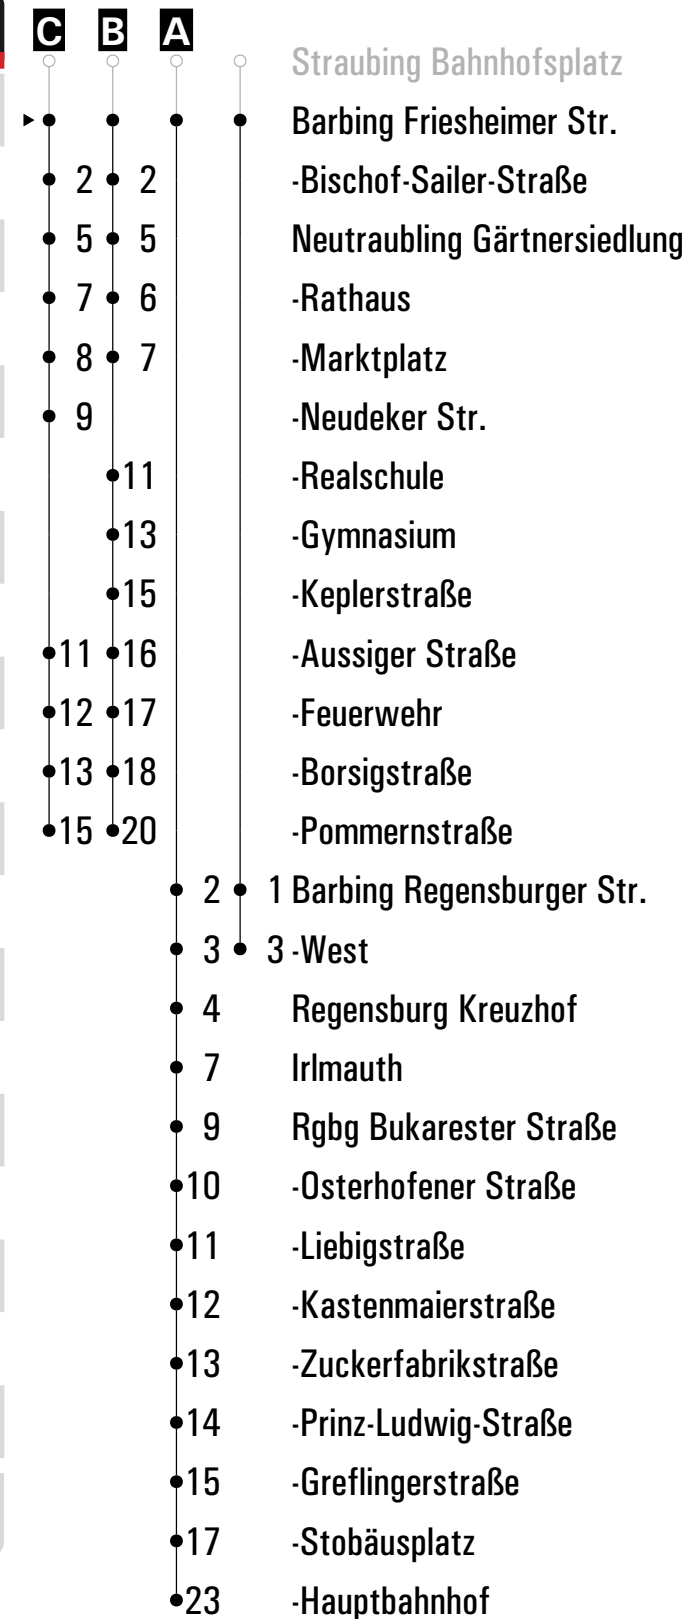 C B A
Straubing Bahnhofsplatz
Barbing Friesheimer Str.
2 2 -Bischof-Sailer-Straße
5 5 Neutraubling Gärtnersiedlung
7 6 -Rathaus
8 7 -Marktplatz
9 -Neudeker Str.
11 -Realschule
13 -Gymnasium
15 -Keplerstraße
11 16 -Aussiger Straße
12 17 -Feuerwehr
13 18 -Borsigstraße
15 20 -Pommernstraße
2 1 Barbing Regensburger Str.
3 3 -West
4 Regensburg Kreuzhof
7 Irlmauth
9 Rgbg Bukarester Straße
10 -Osterhofener Straße
11 -Liebigstraße
12 -Kastenmaierstraße
13 -Zuckerfabrikstraße
14 -Prinz-Ludwig-Straße
15 -Greflingerstraße
17 -Stobäusplatz
23 -Hauptbahnhof